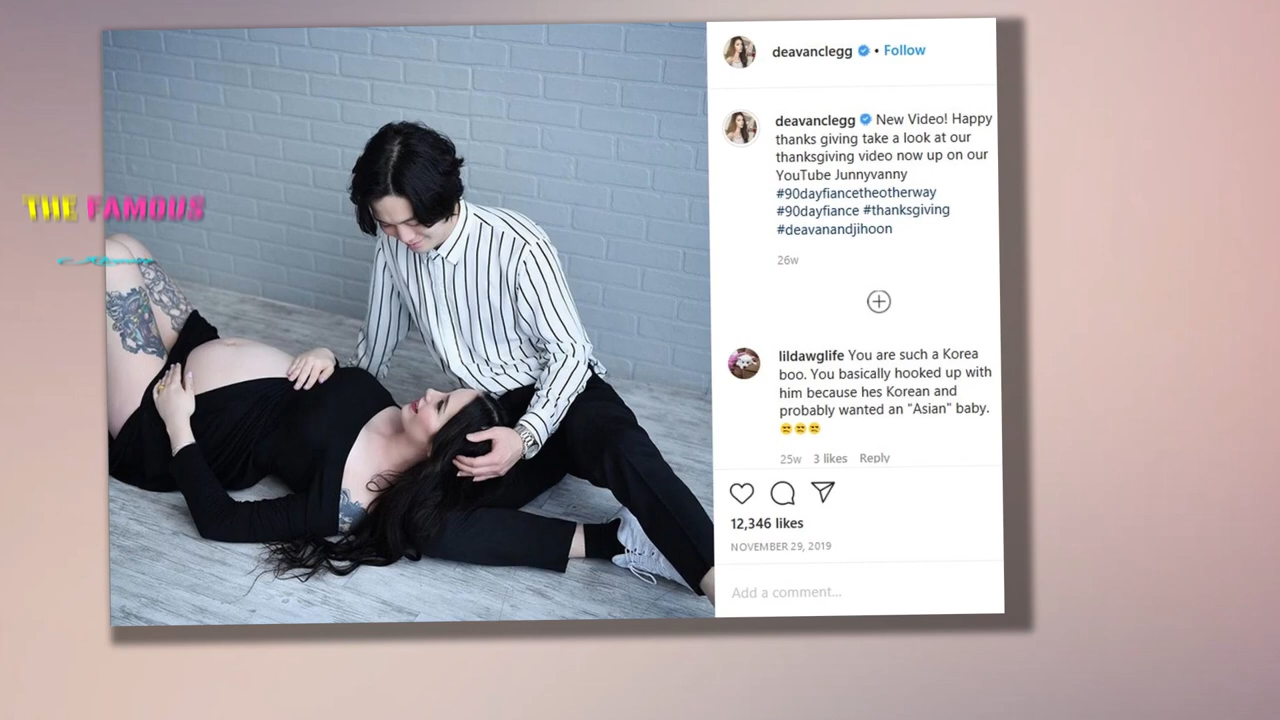 THE FAMOUS
deavanclegg • Follow
deavanclegg New Video! Happy
thanks giving take a look at our
thanksgiving video now up on our
YouTube Junnyvanny
#90dayfiancetheotherway
#90dayfiance #thanksgiving
#deavanandjihoon
26w
lildawglife You are such a Korea
boo. You basically hooked up with
him because hes Korean and
probably wanted an "Asian" baby.
25w 3 likes Reply
12,346 likes
NOVEMBER 29, 2019
Add a comment...